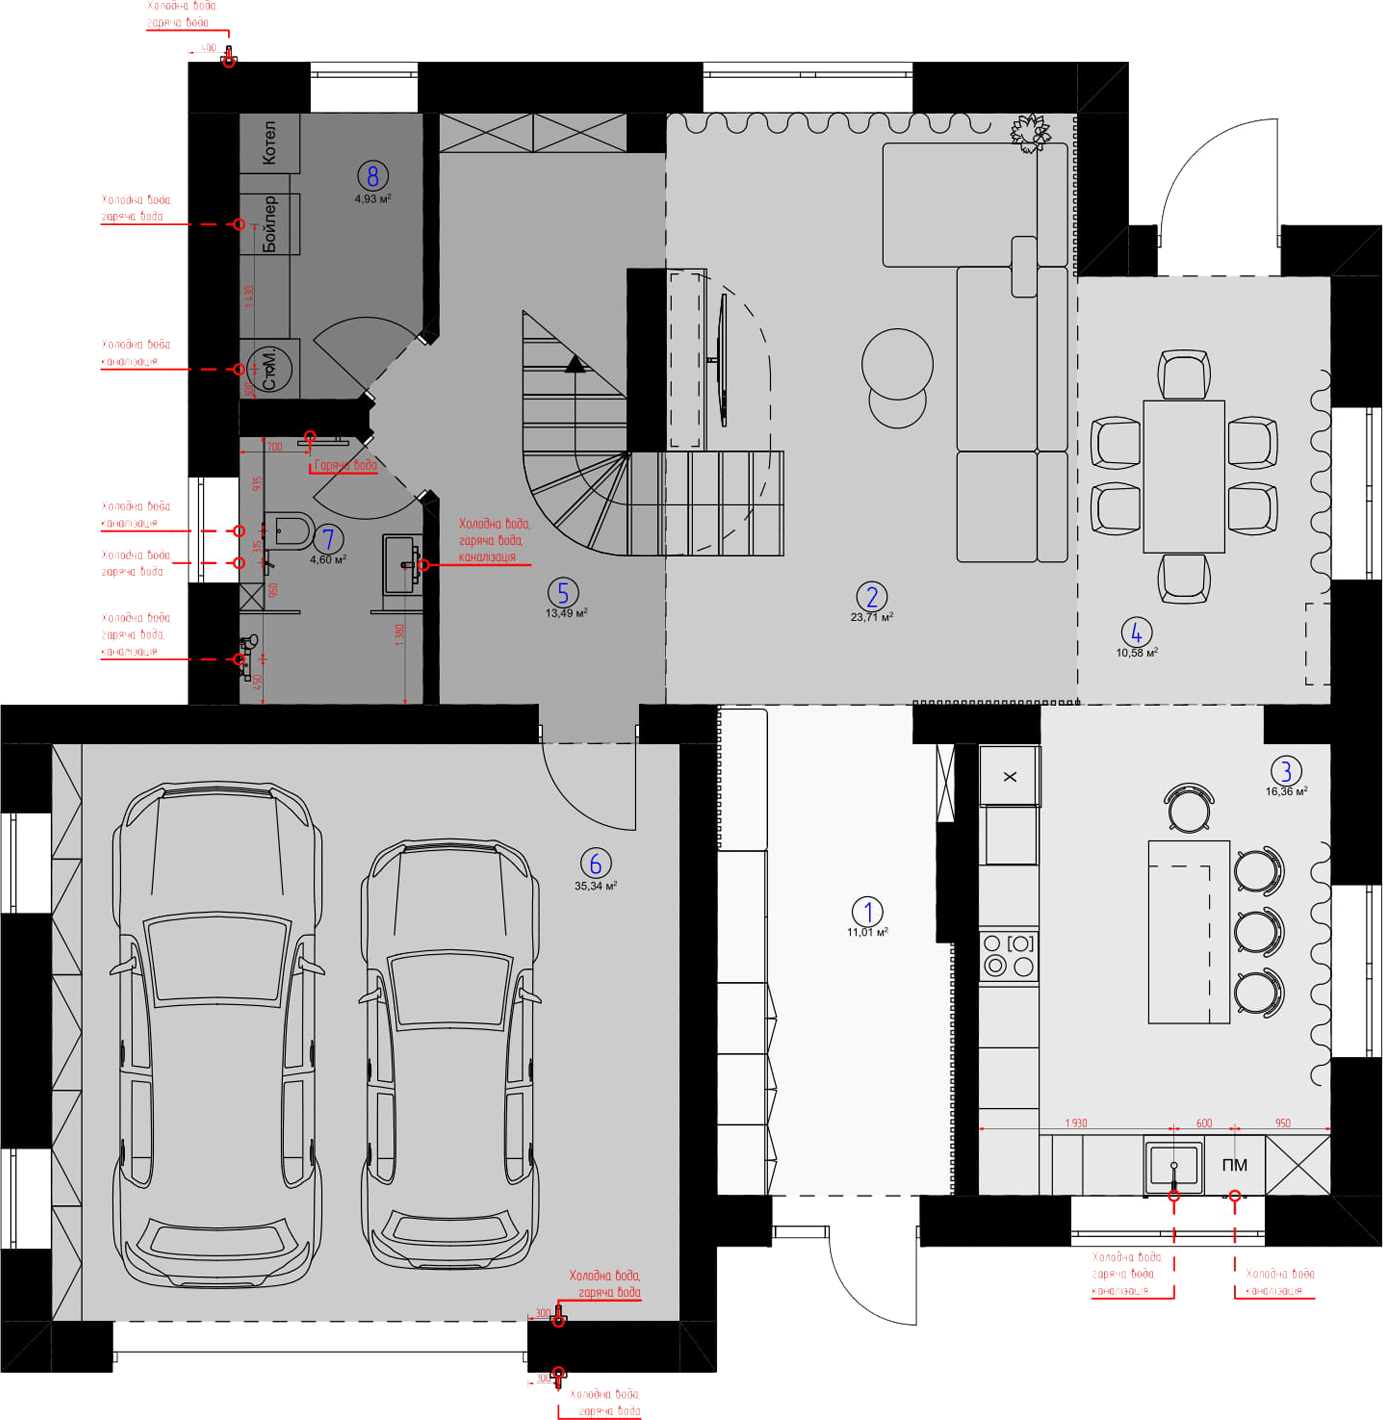 Холодна вода,
гаряча вода
400
Котел
8
4,93 м²
Холодна вода,
гаряча вода
Бойлер
1 430
Холодна вода,
каналізація
Ст.М.
300
700
Гаряча вода
935
Холодна вода,
каналізація
7
4,60 м²
315
Холодна вода,
гаряча вода
950
Холодна вода,
гаряча вода,
каналізація
Холодна вода,
гаряча вода,
каналізація
1 380
450
5
13,49 м²
2
23,71 м²
4
10,58 м²
3
16,36 м²
X
6
35,34 м²
1
11,01 м²
1 930
600
950
ПМ
Холодна вода,
гаряча вода,
каналізація
Холодна вода,
каналізація
Холодна вода,
гаряча вода
300
300
Холодна вода,
гаряча вода